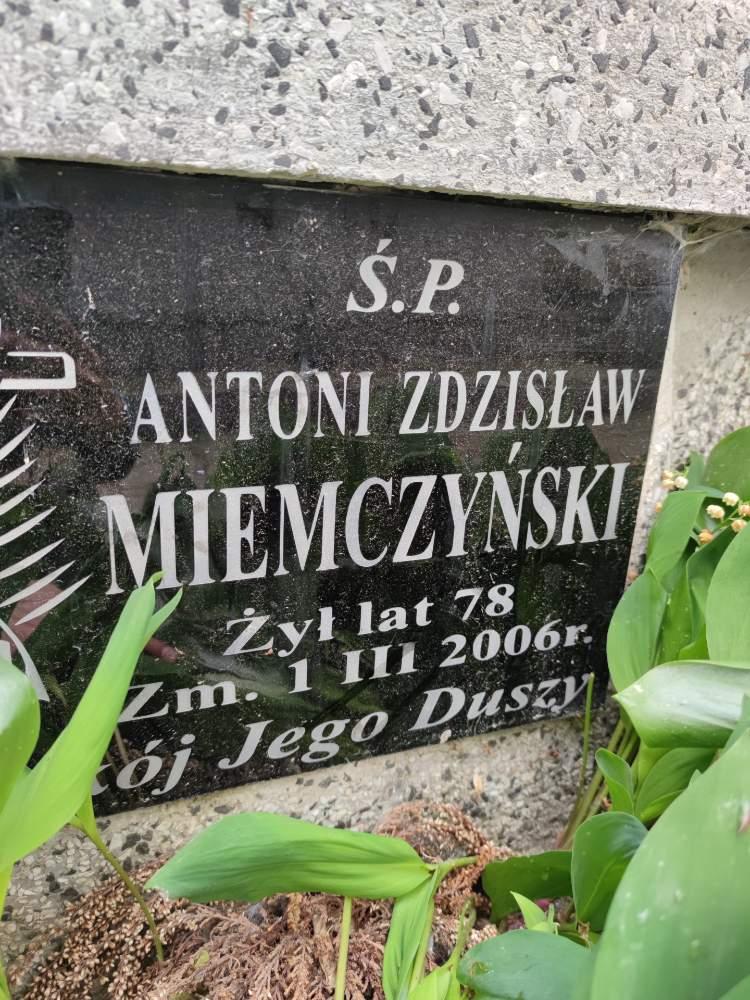 Ś.P.
ANTONI ZDZISŁAW
MIEMCZYŃSKI
Żył lat 78
Zm. 1 III 2006r.
Jego Duszy